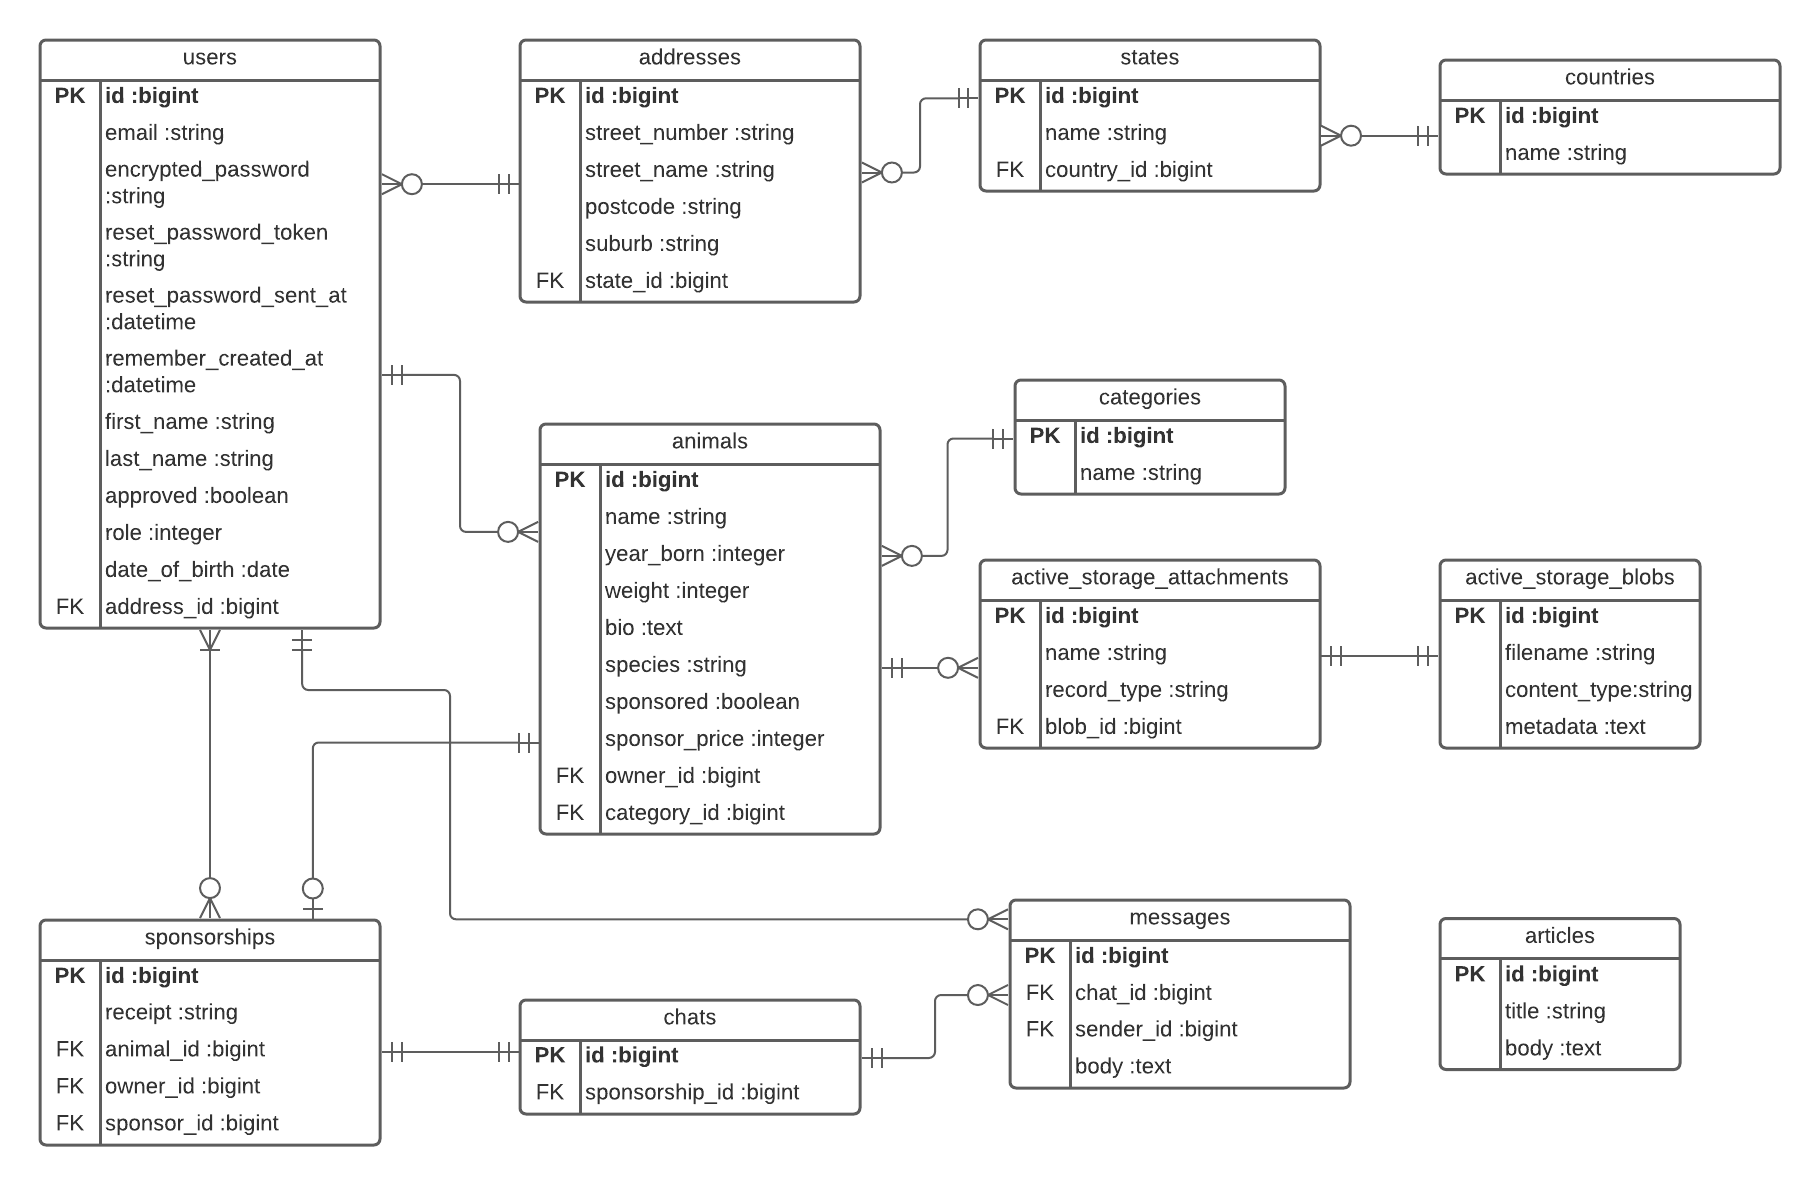 users
PK id :bigint
email :string
encrypted_password
:string
reset_password_token
:string
reset_password_sent_at
:datetime
remember_created_at
:datetime
first_name :string
last_name :string
approved :boolean
role :integer
date_of_birth :date
FK address_id :bigint
addresses
PK id :bigint
street_number :string
street_name :string
postcode :string
suburb :string
FK state_id :bigint
states
PK id :bigint
name :string
FK country_id :bigint
countries
PK id :bigint
name :string
animals
PK id :bigint
name :string
year_born :integer
weight :integer
bio :text
species :string
sponsored :boolean
sponsor_price :integer
FK owner_id :bigint
FK category_id :bigint
categories
PK id :bigint
name :string
active_storage_attachments
PK id :bigint
name :string
record_type :string
FK blob_id :bigint
active_storage_blobs
PK id :bigint
filename :string
content_type:string
metadata :text
sponsorships
PK id :bigint
receipt :string
FK animal_id :bigint
FK owner_id :bigint
FK sponsor_id :bigint
chats
PK id :bigint
FK sponsorship_id :bigint
messages
PK id :bigint
FK chat_id :bigint
FK sender_id :bigint
body :text
articles
PK id :bigint
title :string
body :text